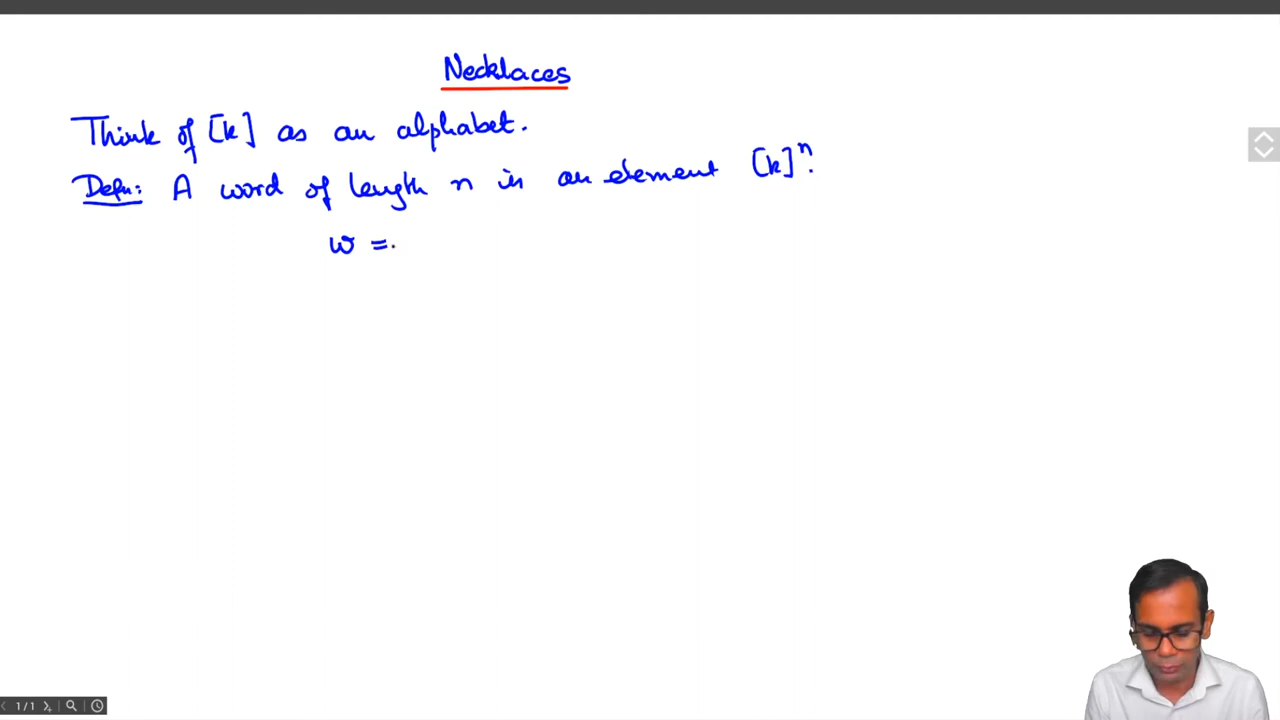 Necklaces
Think of [k] as an alphabet.
Defn: A word of length n is an element [k]^n.
w =
1/1